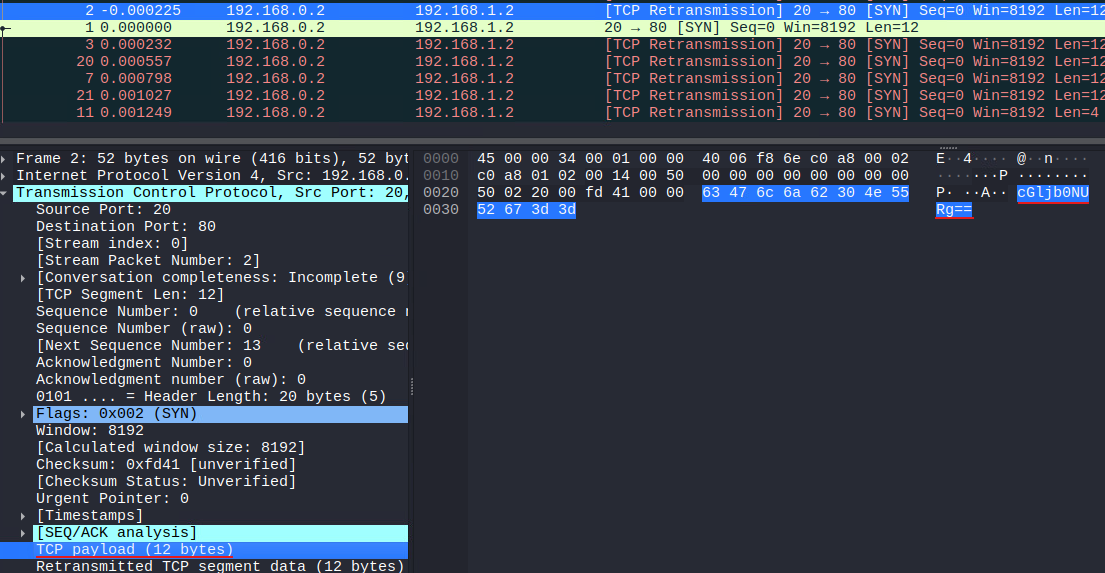 2 -0.000225 192.168.0.2 192.168.1.2 [TCP Retransmission] 20 → 80 [SYN] Seq=0 Win=8192 Len=12
1 0.000000 192.168.0.2 192.168.1.2 20 → 80 [SYN] Seq=0 Win=8192 Len=12
3 0.000232 192.168.0.2 192.168.1.2 [TCP Retransmission] 20 → 80 [SYN] Seq=0 Win=8192 Len=12
20 0.000557 192.168.0.2 192.168.1.2 [TCP Retransmission] 20 → 80 [SYN] Seq=0 Win=8192 Len=12
7 0.000798 192.168.0.2 192.168.1.2 [TCP Retransmission] 20 → 80 [SYN] Seq=0 Win=8192 Len=12
21 0.001027 192.168.0.2 192.168.1.2 [TCP Retransmission] 20 → 80 [SYN] Seq=0 Win=8192 Len=12
11 0.001249 192.168.0.2 192.168.1.2 [TCP Retransmission] 20 → 80 [SYN] Seq=0 Win=8192 Len=4
Frame 2: 52 bytes on wire (416 bits), 52 byt
Internet Protocol Version 4, Src: 192.168.0.
Transmission Control Protocol, Src Port: 20,
Source Port: 20
Destination Port: 80
[Stream index: 0]
[Stream Packet Number: 2]
[Conversation completeness: Incomplete (9
[TCP Segment Len: 12]
Sequence Number: 0 (relative sequence n
Sequence Number (raw): 0
[Next Sequence Number: 13 (relative seq
Acknowledgment Number: 0
Acknowledgment number (raw): 0
0101 .... = Header Length: 20 bytes (5)
Flags: 0x002 (SYN)
Window: 8192
[Calculated window size: 8192]
Checksum: 0xfd41 [unverified]
[Checksum Status: Unverified]
Urgent Pointer: 0
[Timestamps]
[SEQ/ACK analysis]
TCP payload (12 bytes)
Retransmitted TCP segment data (12 bytes)
0000 45 00 00 34 00 01 00 00 40 06 f8 6e c0 a8 00 02 E··4···· @··n····
0010 c0 a8 01 02 00 14 00 50 00 00 00 00 00 00 00 00 ·······P ········
0020 50 02 20 00 fd 41 00 00 63 47 6c 6a 62 30 4e 55 P· ··A·· cGljb0NU
0030 52 67 3d 3d Rg==